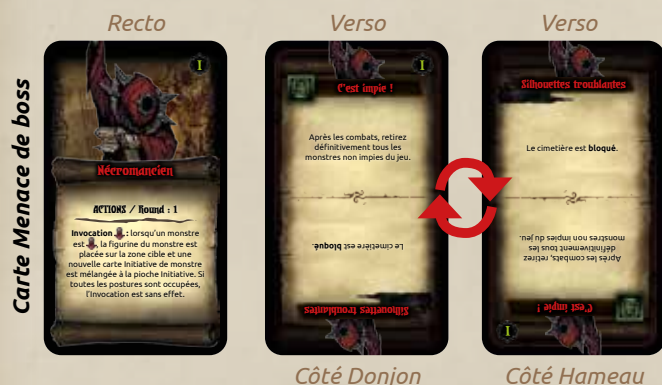 Recto
Verso
Verso
Carte Menace de boss
I
Nécromancien
ACTIONS / Round : 1
Invocation : lorsqu'un monstre
est , la figurine du monstre est
placée sur la zone cible et une
nouvelle carte Initiative de monstre
est mélangée à la pioche Initiative. Si
toutes les postures sont occupées,
l'Invocation est sans effet.
I
C'est impie !
Après les combats, retirez
définitivement tous les
monstres non impies du jeu.
Le cimetière est bloqué.
Silhouettes troublantes
Côté Donjon
Silhouettes troublantes
Le cimetière est bloqué.
Après les combats, retirez
définitivement tous les
monstres non impies du jeu.
C'est impie !
I
Côté Hameau